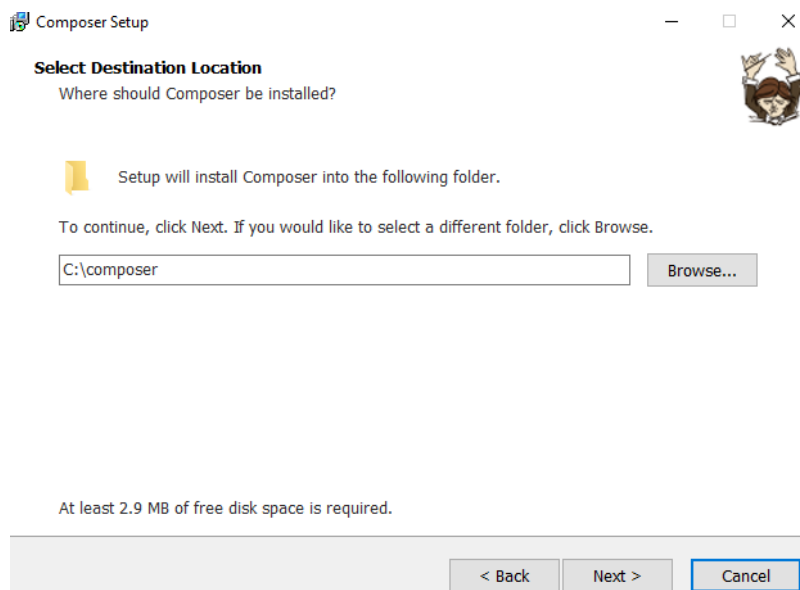 Composer Setup
Select Destination Location
Where should Composer be installed?
Setup will install Composer into the following folder.
To continue, click Next. If you would like to select a different folder, click Browse.
C:\composer
Browse...
At least 2.9 MB of free disk space is required.
< Back
Next >
Cancel